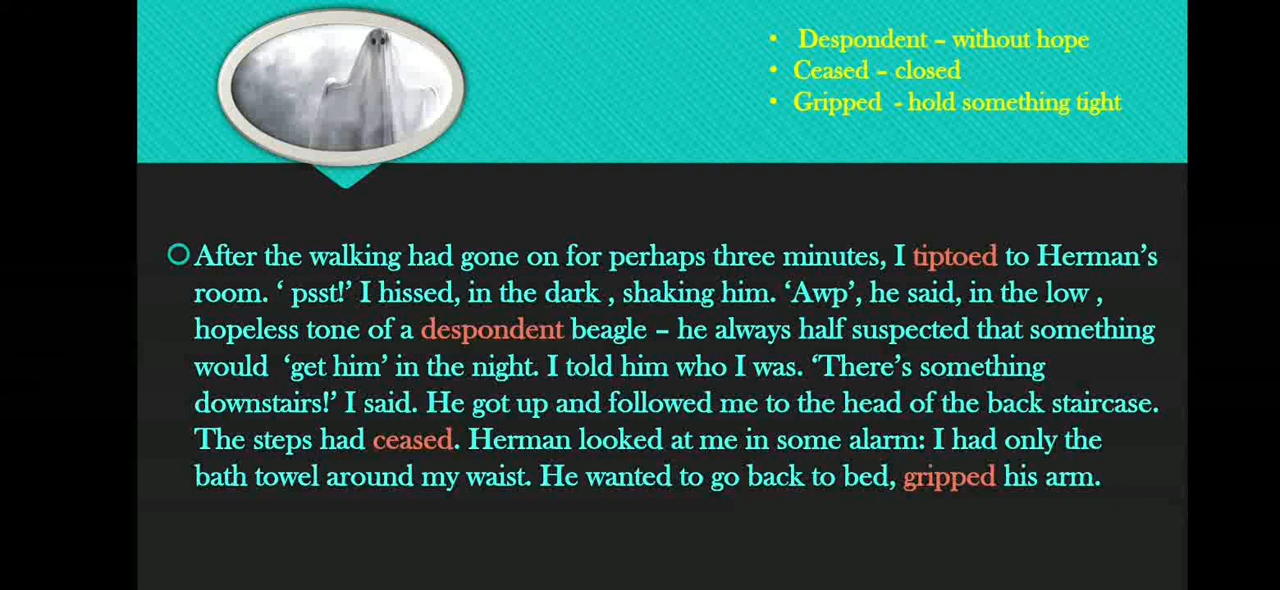 • Despondent – without hope
• Ceased – closed
• Gripped - hold something tight
After the walking had gone on for perhaps three minutes, I tiptoed to Herman’s
room. ‘ psst!’ I hissed, in the dark , shaking him. ‘Awp’, he said, in the low ,
hopeless tone of a despondent beagle – he always half suspected that something
would ‘get him’ in the night. I told him who I was. ‘There’s something
downstairs!’ I said. He got up and followed me to the head of the back staircase.
The steps had ceased. Herman looked at me in some alarm: I had only the
bath towel around my waist. He wanted to go back to bed, gripped his arm.